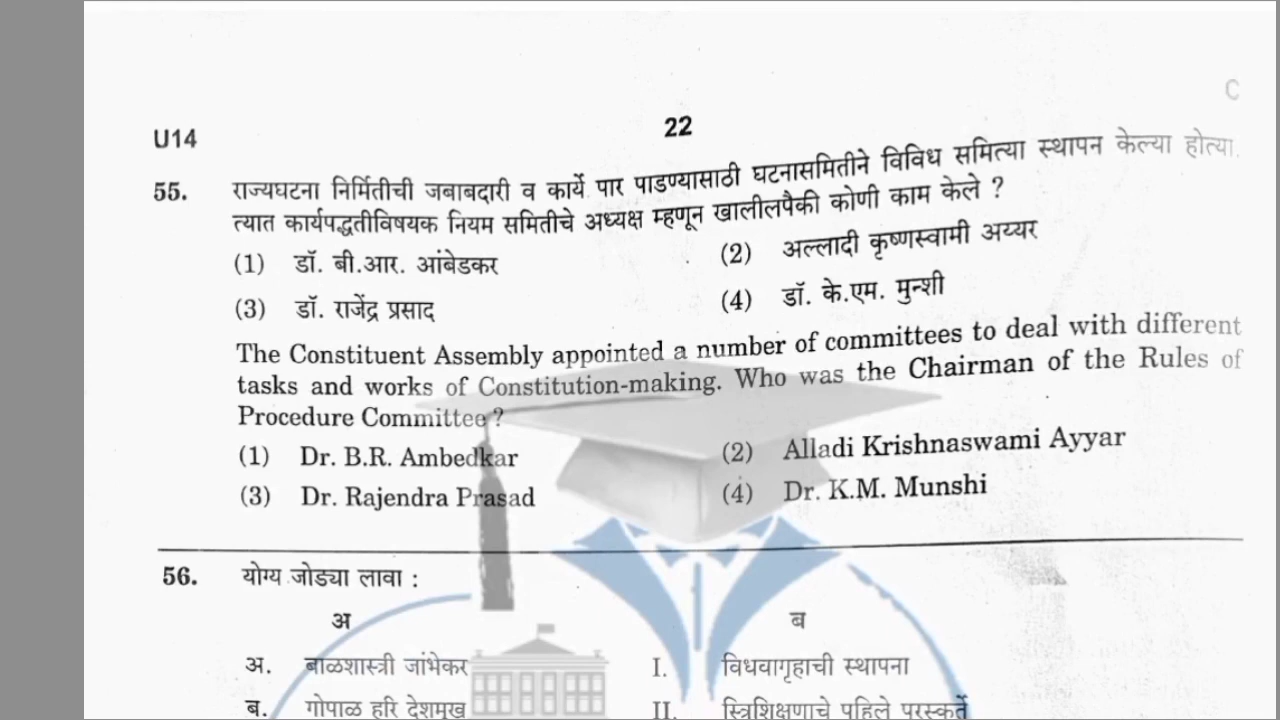 C
U14
22
55. राज्यघटना निर्मितीची जबाबदारी व कार्ये पार पाडण्यासाठी घटनासमितीने विविध समित्या स्थापन केल्या होत्या.
त्यात कार्यपद्धतीविषयक नियम समितीचे अध्यक्ष म्हणून खालीलपैकी कोणी काम केले ?
(1) डॉ. बी.आर. आंबेडकर (2) अल्लादी कृष्णस्वामी अय्यर
(3) डॉ. राजेंद्र प्रसाद (4) डॉ. के.एम. मुन्शी
The Constituent Assembly appointed a number of committees to deal with different
tasks and works of Constitution-making. Who was the Chairman of the Rules of
Procedure Committee ?
(1) Dr. B.R. Ambedkar (2) Alladi Krishnaswami Ayyar
(3) Dr. Rajendra Prasad (4) Dr. K.M. Munshi
56. योग्य जोड्या लावा :
अ ब
अ. बाळशास्त्री जांभेकर I. विधवागृहाची स्थापना
ब. गोपाळ हरि देशमुख II. स्त्रिशिक्षणाचे पहिले पुरस्कर्ते